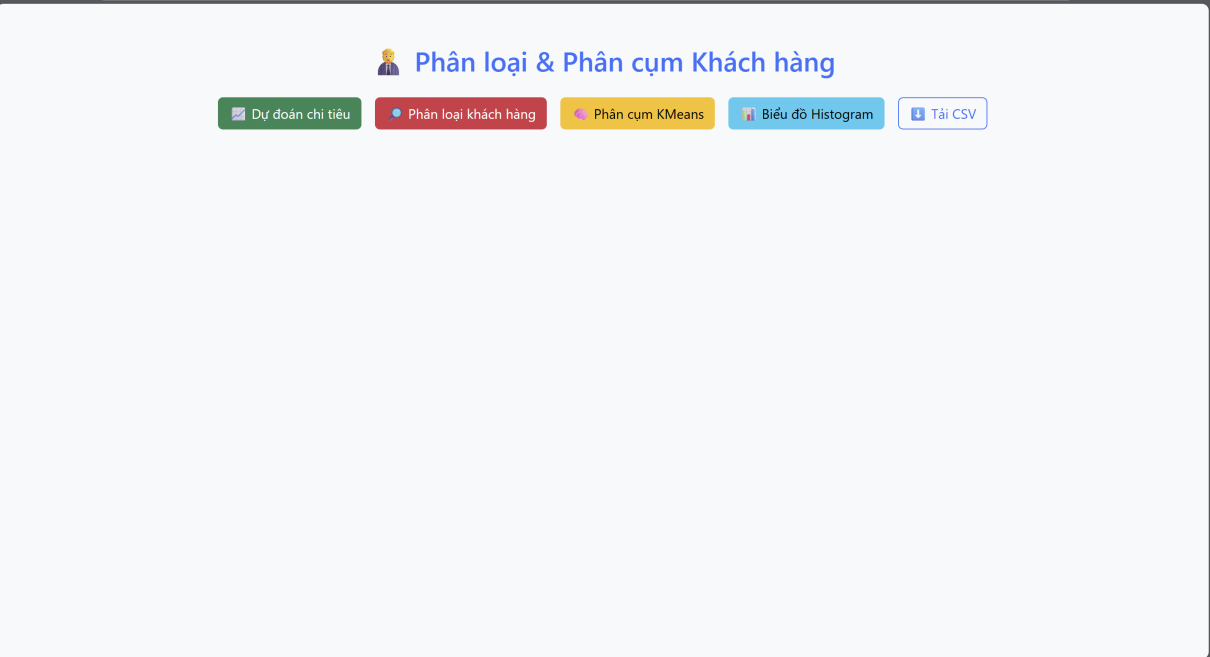 Phân loại & Phân cụm Khách hàng
Dự đoán chi tiêu
Phân loại khách hàng
Phân cụm KMeans
Biểu đồ Histogram
Tải CSV